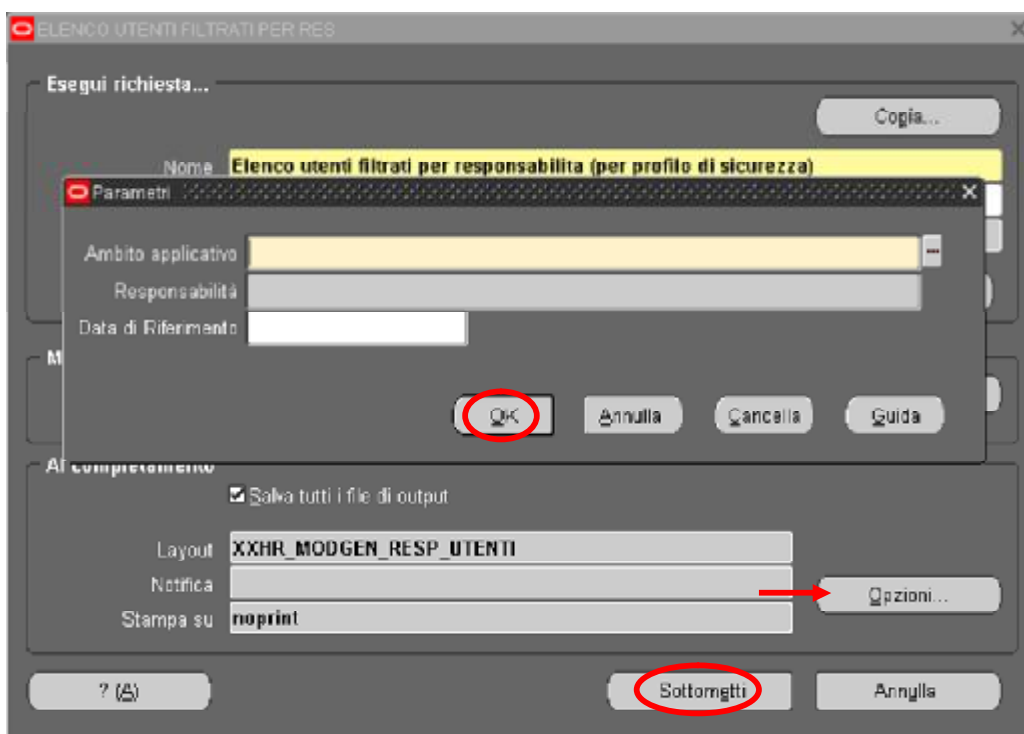 ELENCO UTENTI FILTRATI PER RES
Esegui richiesta...
Copia...
Nome Elenco utenti filtrati per responsabilita (per profilo di sicurezza)
Parametri
Ambito applicativo
Responsabilità
Data di Riferimento
M
OK Annulla Cancella Guida
Al completamento
Salva tutti i file di output
Layout XXHR_MODGEN_RESP_UTENTI
Notifica
Opzioni...
Stampa su noprint
? (A) Sottometti Annulla